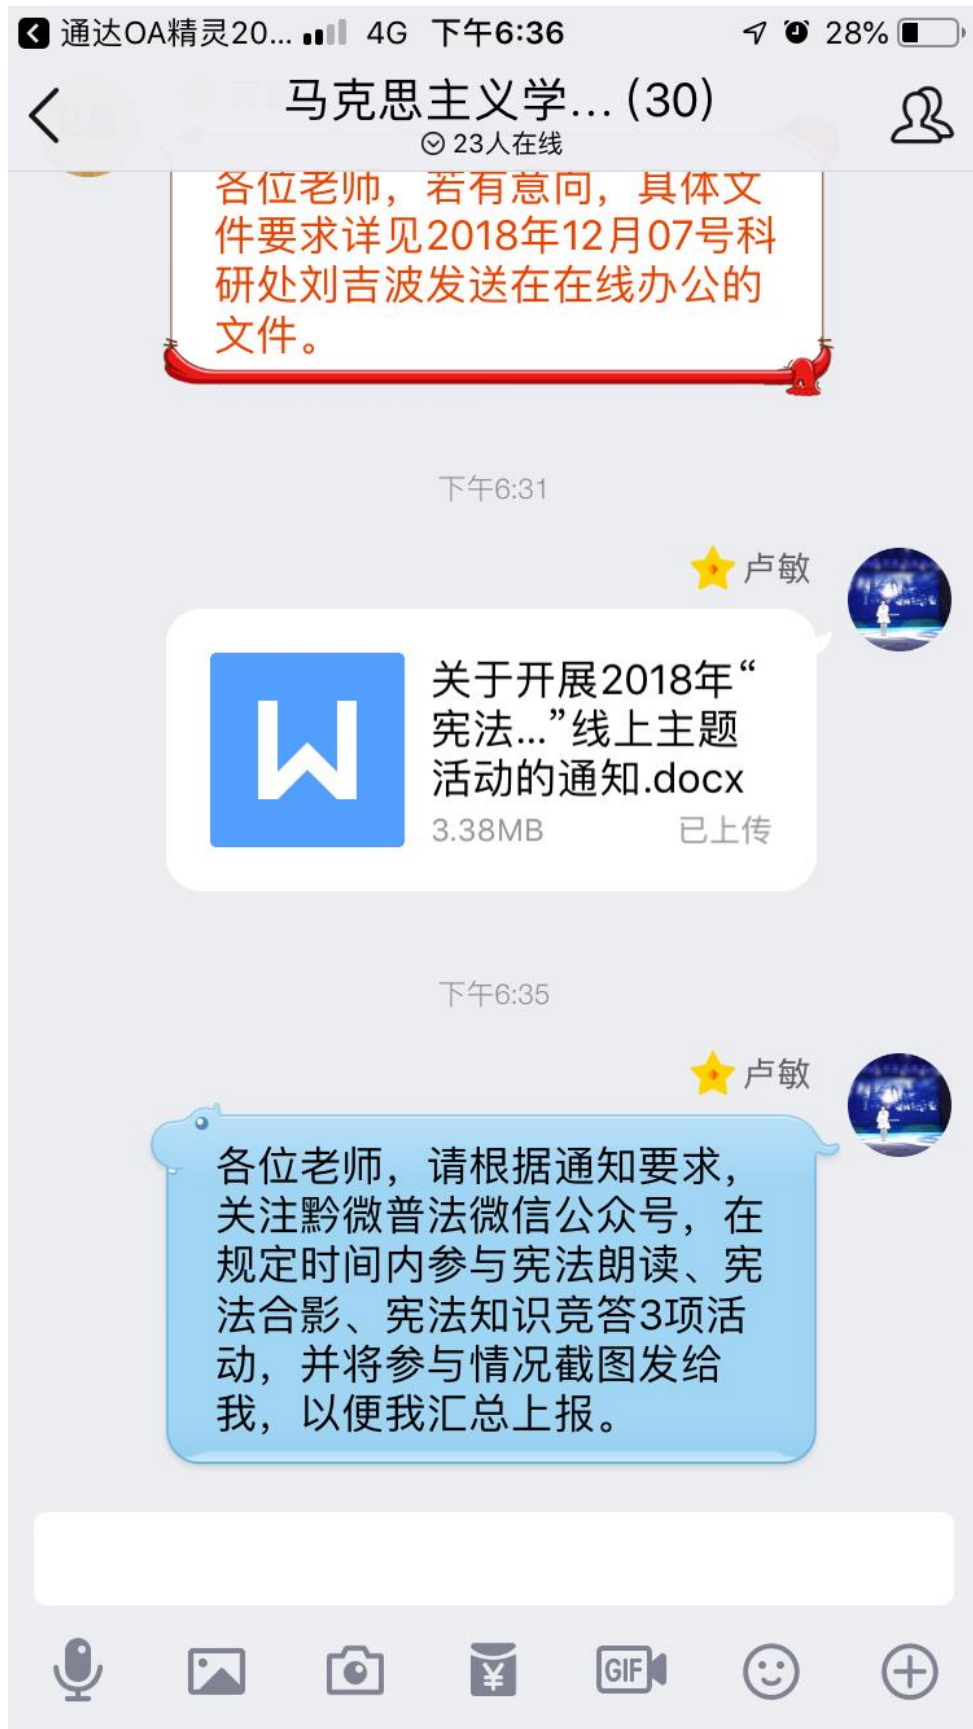 通达OA精灵20... 4G 下午6:36 28%
马克思主义学...(30)
23人在线
各位老师，若有意向，具体文
件要求详见2018年12月07号科
研处刘吉波发送在在线办公的
文件。
下午6:31
卢敏
关于开展2018年“
宪法...”线上主题
活动的通知.docx
3.38MB 已上传
下午6:35
卢敏
各位老师，请根据通知要求，
关注黔微普法微信公众号，在
规定时间内参与宪法朗读、宪
法合影、宪法知识竞答3项活
动，并将参与情况截图发给
我，以便我汇总上报。
GIF